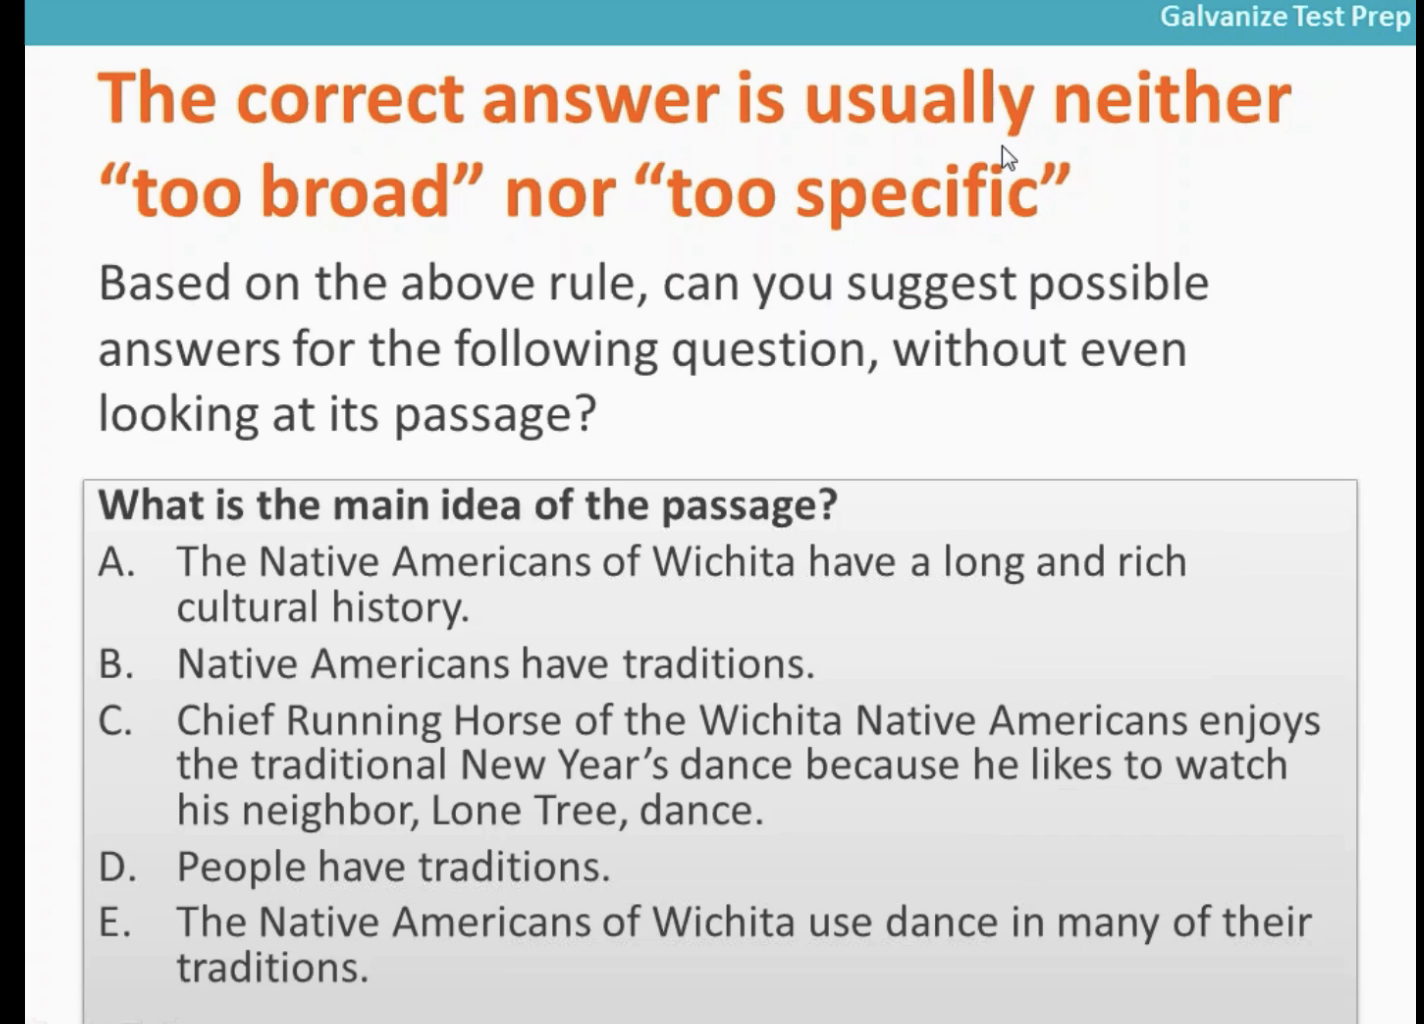 Galvanize Test Prep
The correct answer is usually neither
“too broad” nor “too specific”
Based on the above rule, can you suggest possible
answers for the following question, without even
looking at its passage?
What is the main idea of the passage?
A. The Native Americans of Wichita have a long and rich
cultural history.
B. Native Americans have traditions.
C. Chief Running Horse of the Wichita Native Americans enjoys
the traditional New Year’s dance because he likes to watch
his neighbor, Lone Tree, dance.
D. People have traditions.
E. The Native Americans of Wichita use dance in many of their
traditions.